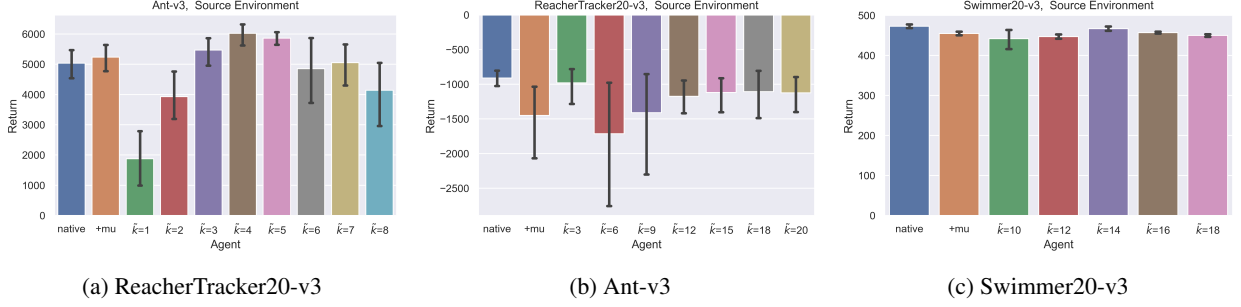 Ant-v3, Source Environment
6000
5000
4000
3000
2000
1000
0
Return
native +mu k̃=1 k̃=2 k̃=3 k̃=4 k̃=5 k̃=6 k̃=7 k̃=8
Agent
(a) ReacherTracker20-v3
ReacherTracker20-v3, Source Environment
0
−500
−1000
−1500
−2000
−2500
Return
native +mu k̃=3 k̃=6 k̃=9 k̃=12 k̃=15 k̃=18 k̃=20
Agent
(b) Ant-v3
Swimmer20-v3, Source Environment
500
400
300
200
100
0
Return
native +mu k̃=10 k̃=12 k̃=14 k̃=16 k̃=18
Agent
(c) Swimmer20-v3